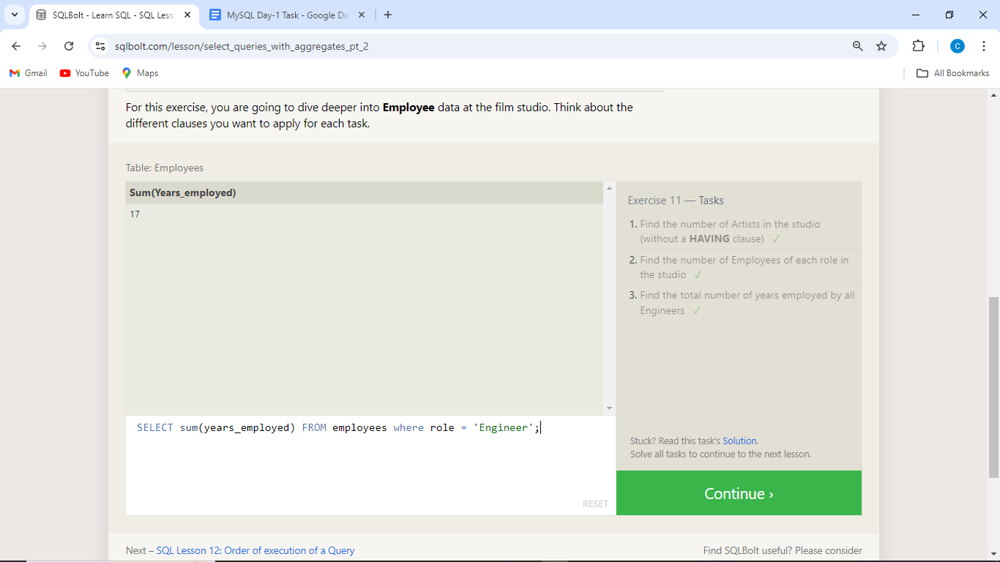 SQLBolt - Learn SQL - SQL Less
MySQL Day-1 Task - Google Do
sqlbolt.com/lesson/select_queries_with_aggregates_pt_2
C
Gmail
YouTube
Maps
All Bookmarks
For this exercise, you are going to dive deeper into Employee data at the film studio. Think about the
different clauses you want to apply for each task.
Table: Employees
Sum(Years_employed)
17
Exercise 11 — Tasks
1. Find the number of Artists in the studio
(without a HAVING clause) ✓
2. Find the number of Employees of each role in
the studio ✓
3. Find the total number of years employed by all
Engineers ✓
SELECT sum(years_employed) FROM employees where role = 'Engineer';
RESET
Stuck? Read this task's Solution.
Solve all tasks to continue to the next lesson.
Continue ›
Next – SQL Lesson 12: Order of execution of a Query
Find SQLBolt useful? Please consider